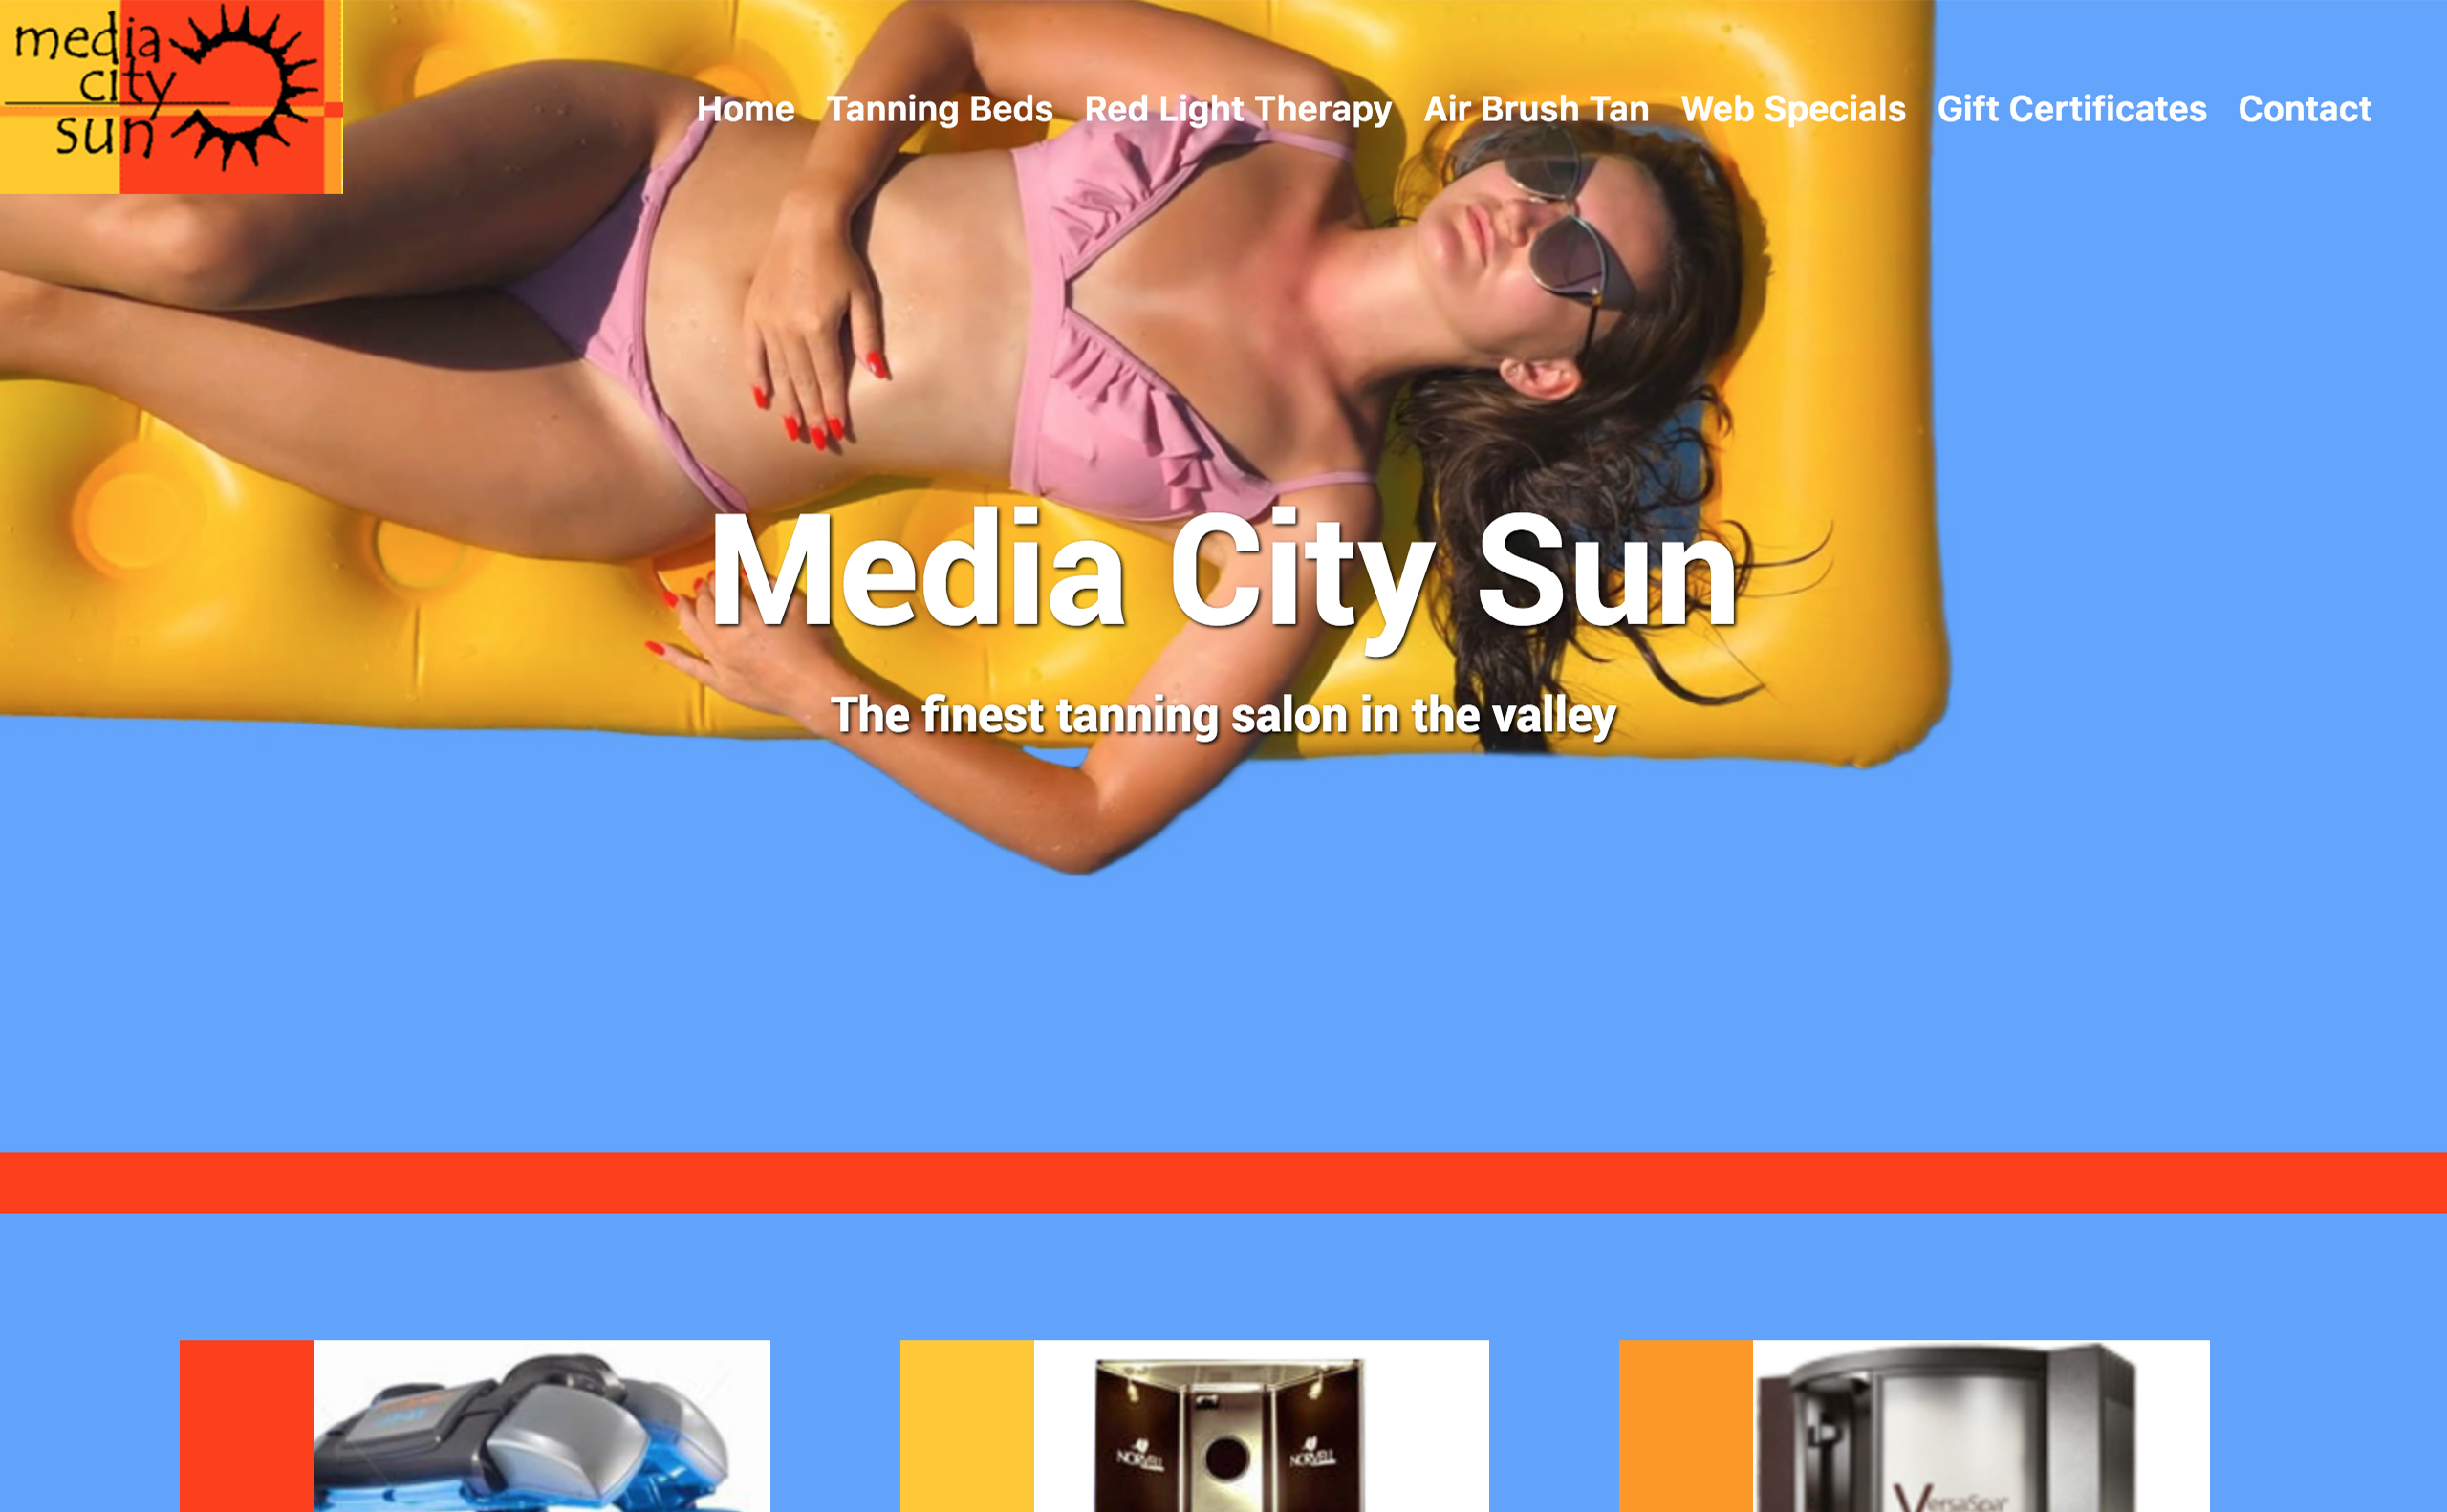 media
city
sun
Home Tanning Beds Red Light Therapy Air Brush Tan Web Specials Gift Certificates Contact
Media City Sun
The finest tanning salon in the valley
NORVELL NORVELL
VersaSpa